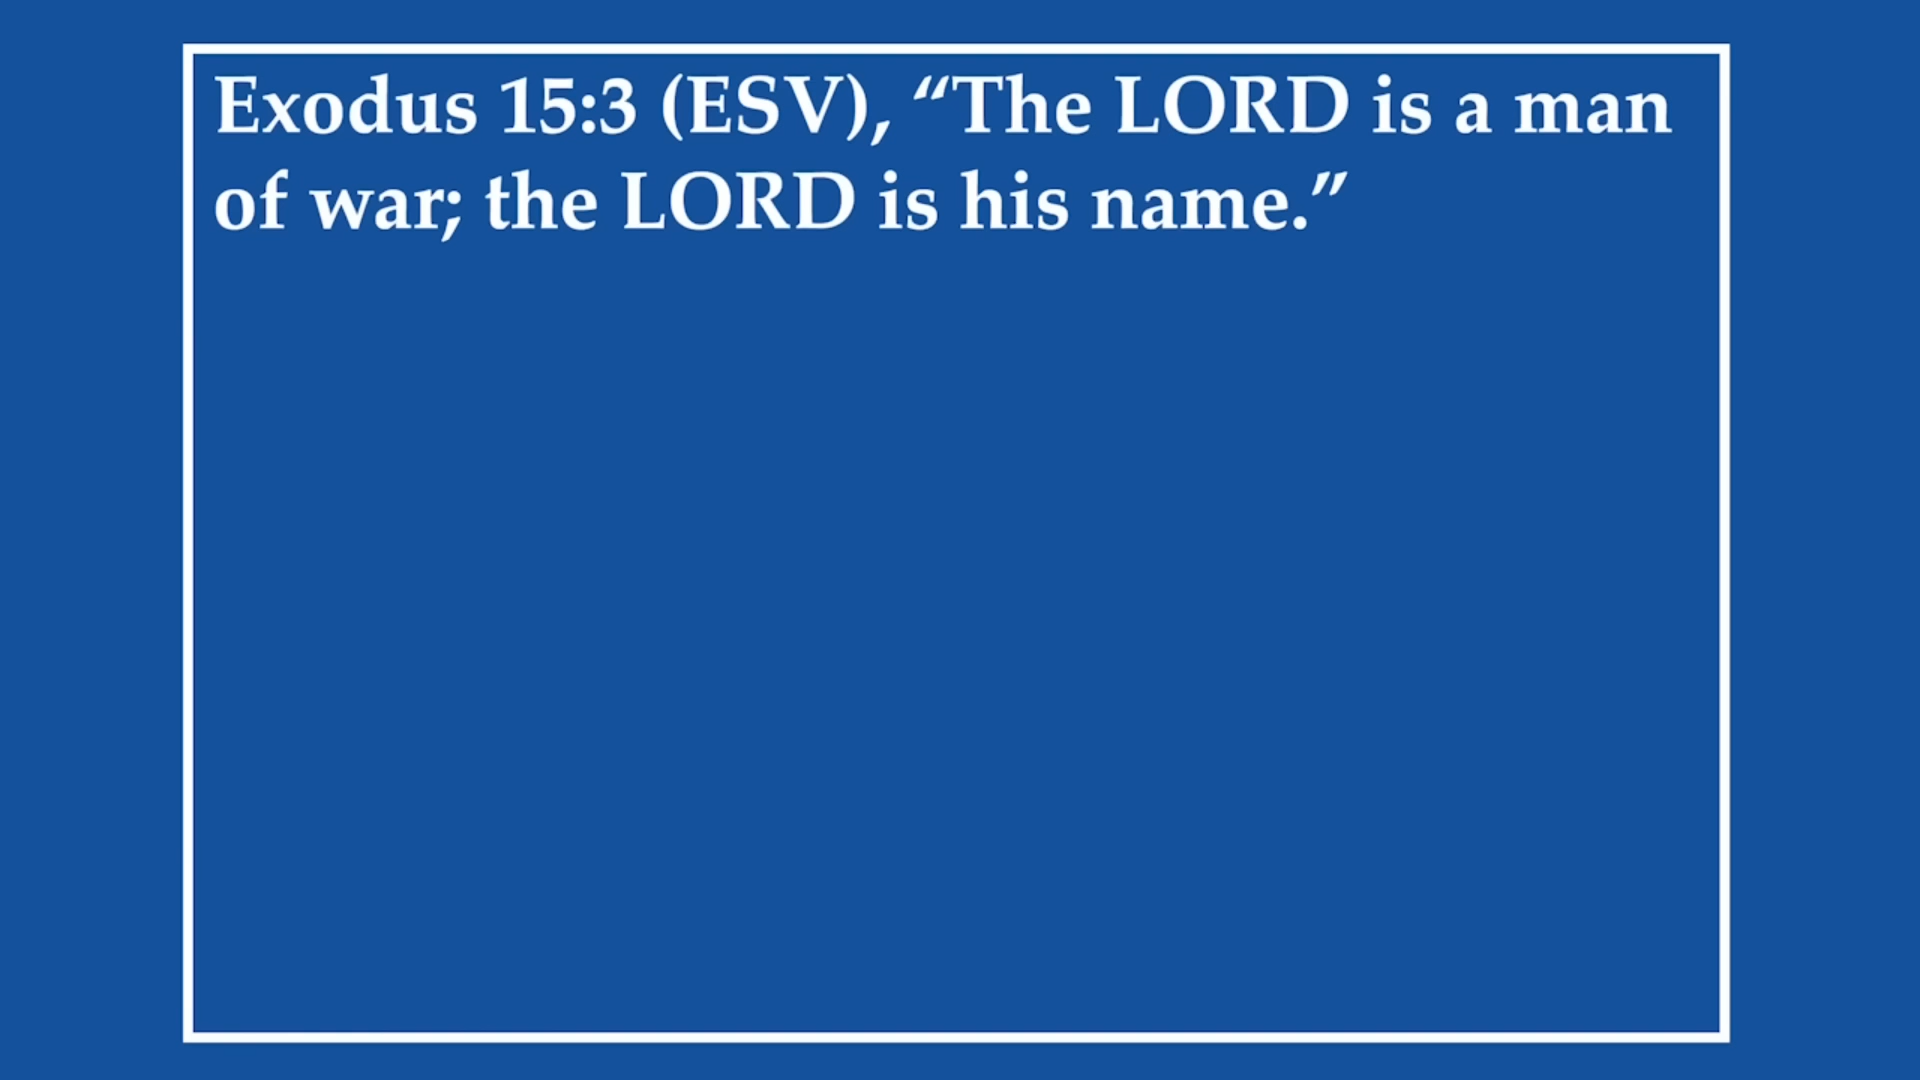 Exodus 15:3 (ESV), “The LORD is a man
of war; the LORD is his name.”